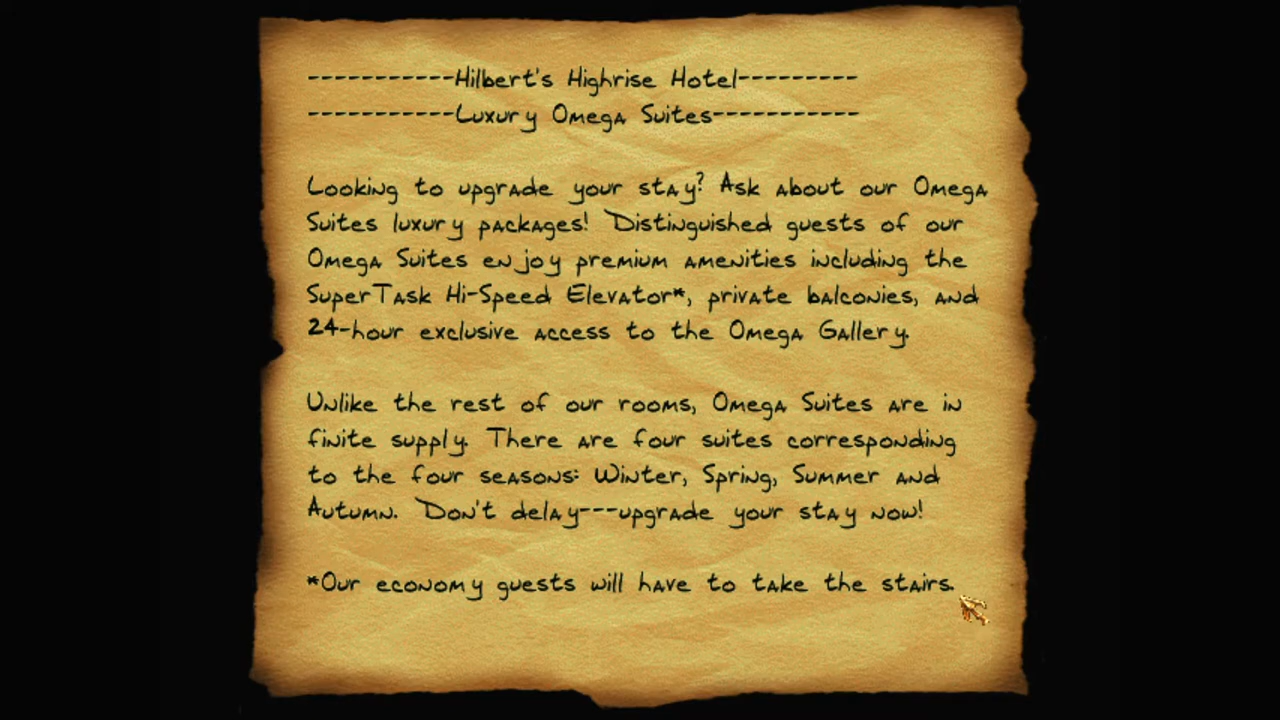 -----------Hilbert's Highrise Hotel---------
-----------Luxury Omega Suites-----------
Looking to upgrade your stay? Ask about our Omega
Suites luxury packages! Distinguished guests of our
Omega Suites enjoy premium amenities including the
SuperTask Hi-Speed Elevator*, private balconies, and
24-hour exclusive access to the Omega Gallery.
Unlike the rest of our rooms, Omega Suites are in
finite supply. There are four suites corresponding
to the four seasons: Winter, Spring, Summer and
Autumn. Don't delay---upgrade your stay now!
*Our economy guests will have to take the stairs.